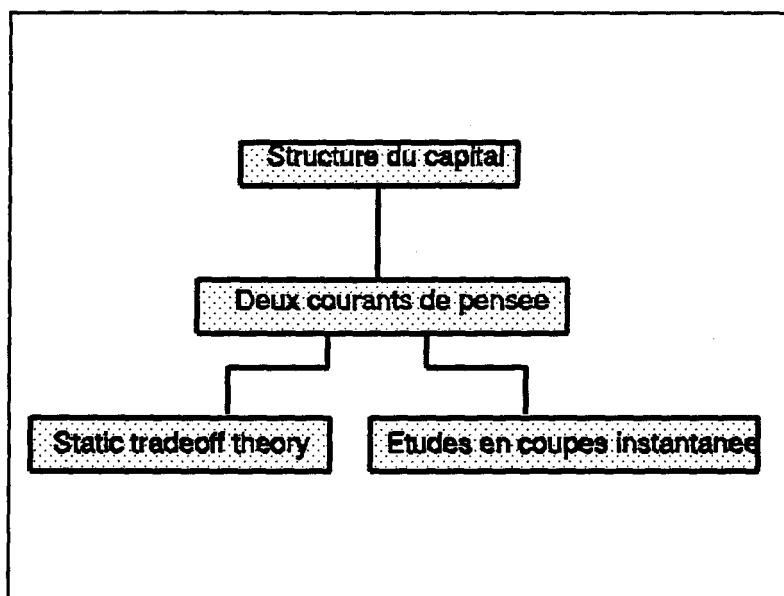 Structure du capital
Deux courants de pensee
Static tradeoff theory
Etudes en coupes instantanee